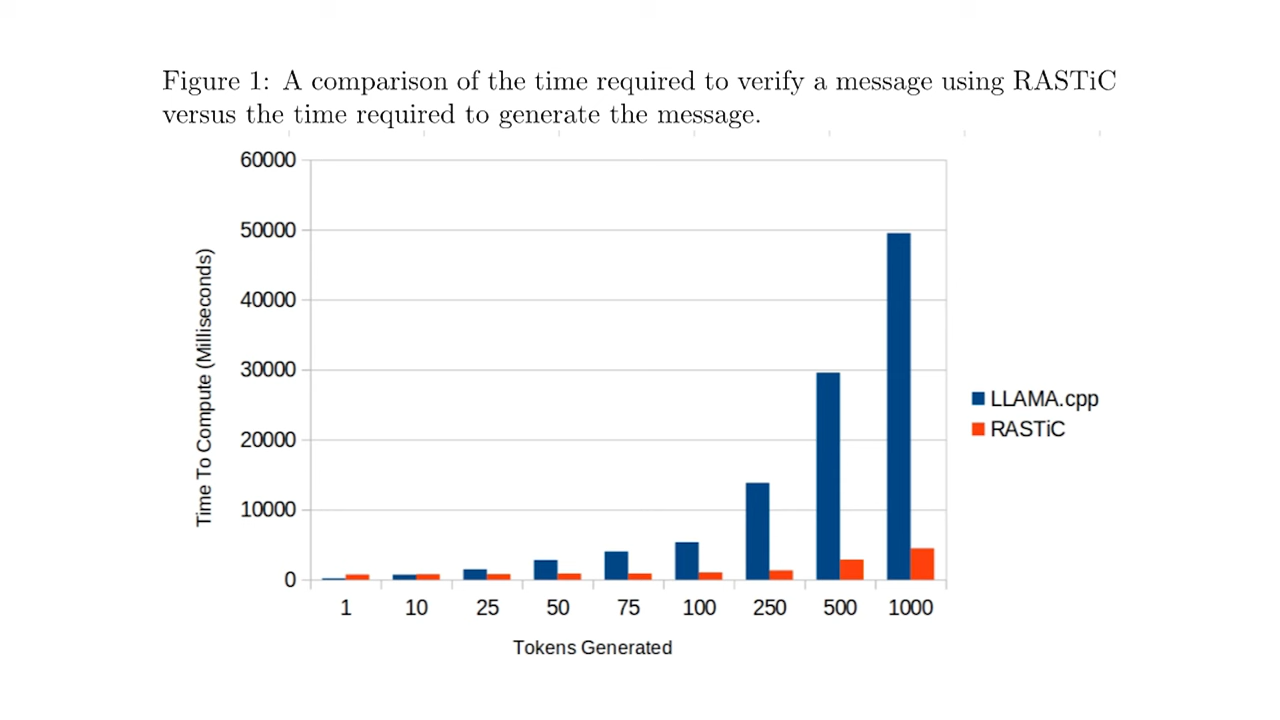 Figure 1: A comparison of the time required to verify a message using RASTiC
versus the time required to generate the message.
60000
50000
40000
30000
20000
10000
0
Time To Compute (Milliseconds)
1 10 25 50 75 100 250 500 1000
Tokens Generated
LLAMA.cpp
RASTiC